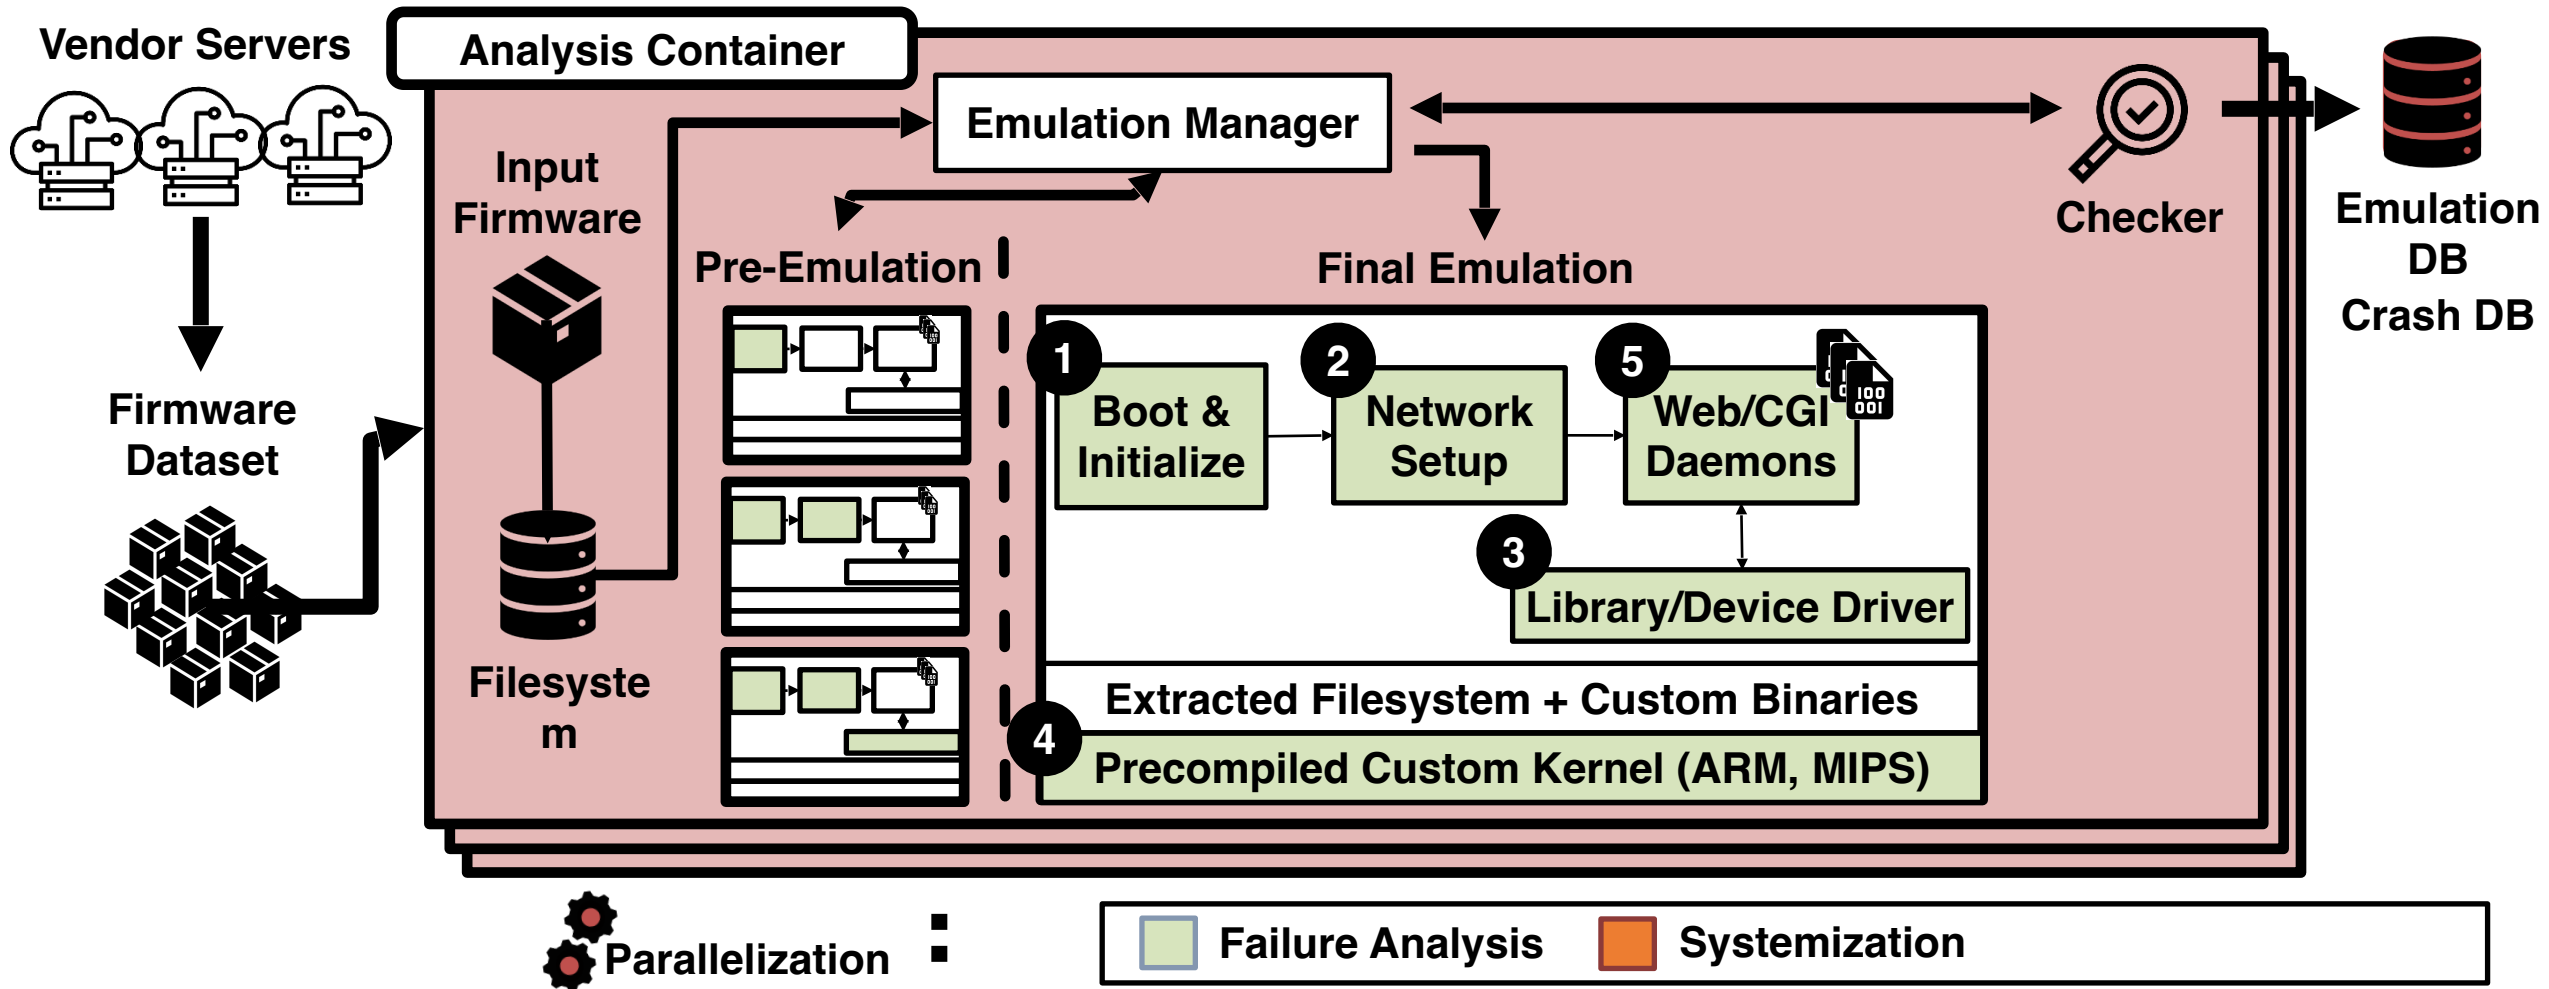 Vendor Servers
Analysis Container
Emulation Manager
Input
Firmware
Checker
Emulation
DB
Crash DB
Pre-Emulation
Final Emulation
Firmware
Dataset
1
2
5
Boot &
Initialize
Network
Setup
Web/CGI
Daemons
100
001
3
Library/Device Driver
Filesyste
m
Extracted Filesystem + Custom Binaries
4
Precompiled Custom Kernel (ARM, MIPS)
Parallelization :
Failure Analysis
Systemization